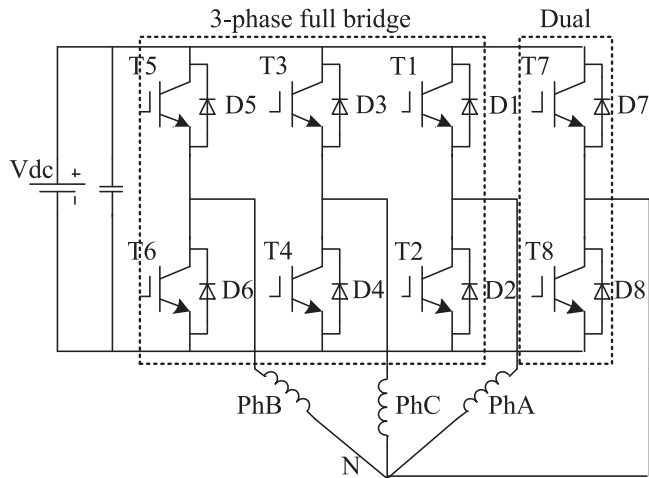 3-phase full bridge Dual
T5 T3 T1 T7
D5 D3 D1 D7
Vdc + -
T6 T4 T2 T8
D6 D4 D2 D8
PhB PhC PhA
N